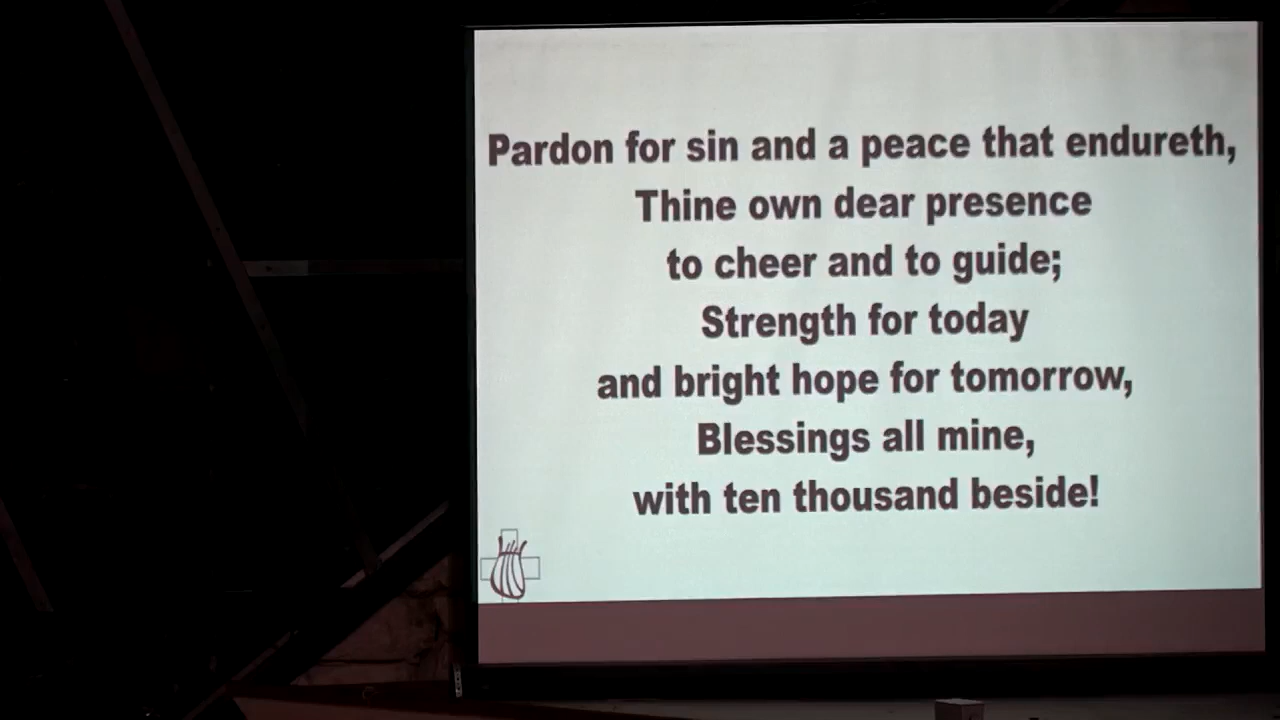 Pardon for sin and a peace that endureth,
Thine own dear presence
to cheer and to guide;
Strength for today
and bright hope for tomorrow,
Blessings all mine,
with ten thousand beside!